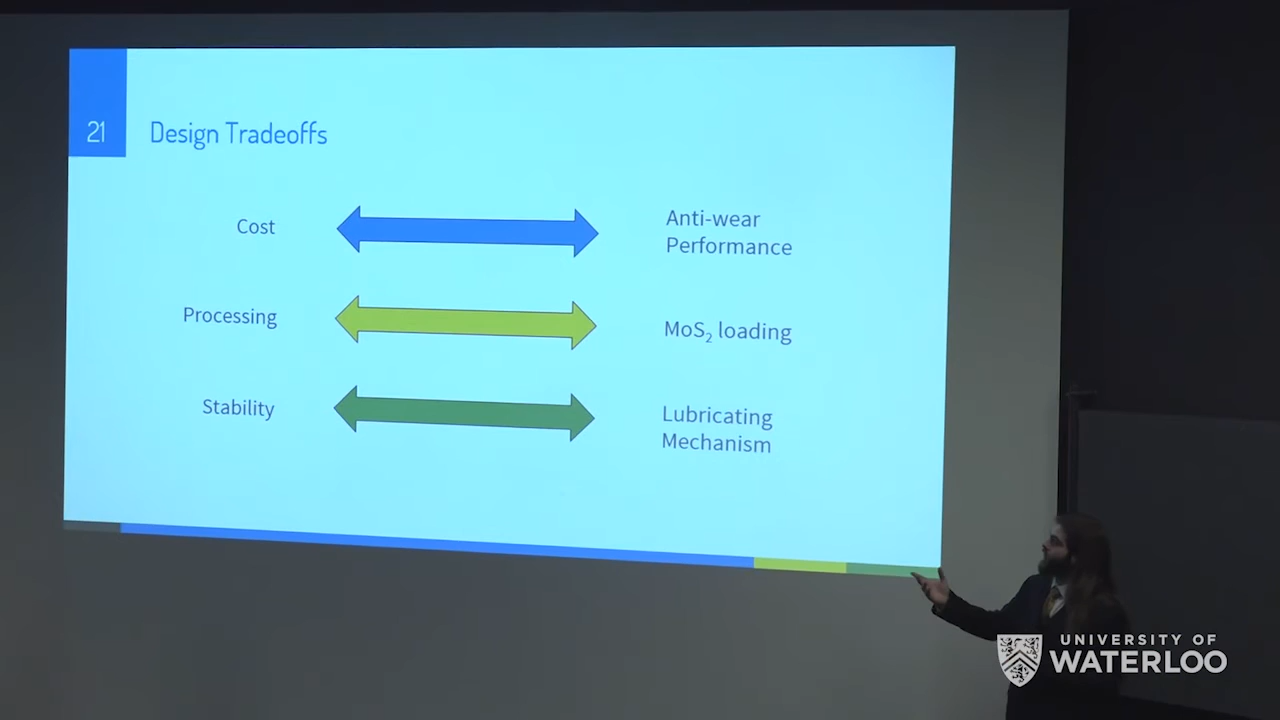 21
Design Tradeoffs
Cost
Anti-wear
Performance
Processing
MoS₂ loading
Stability
Lubricating
Mechanism
UNIVERSITY OF
WATERLOO